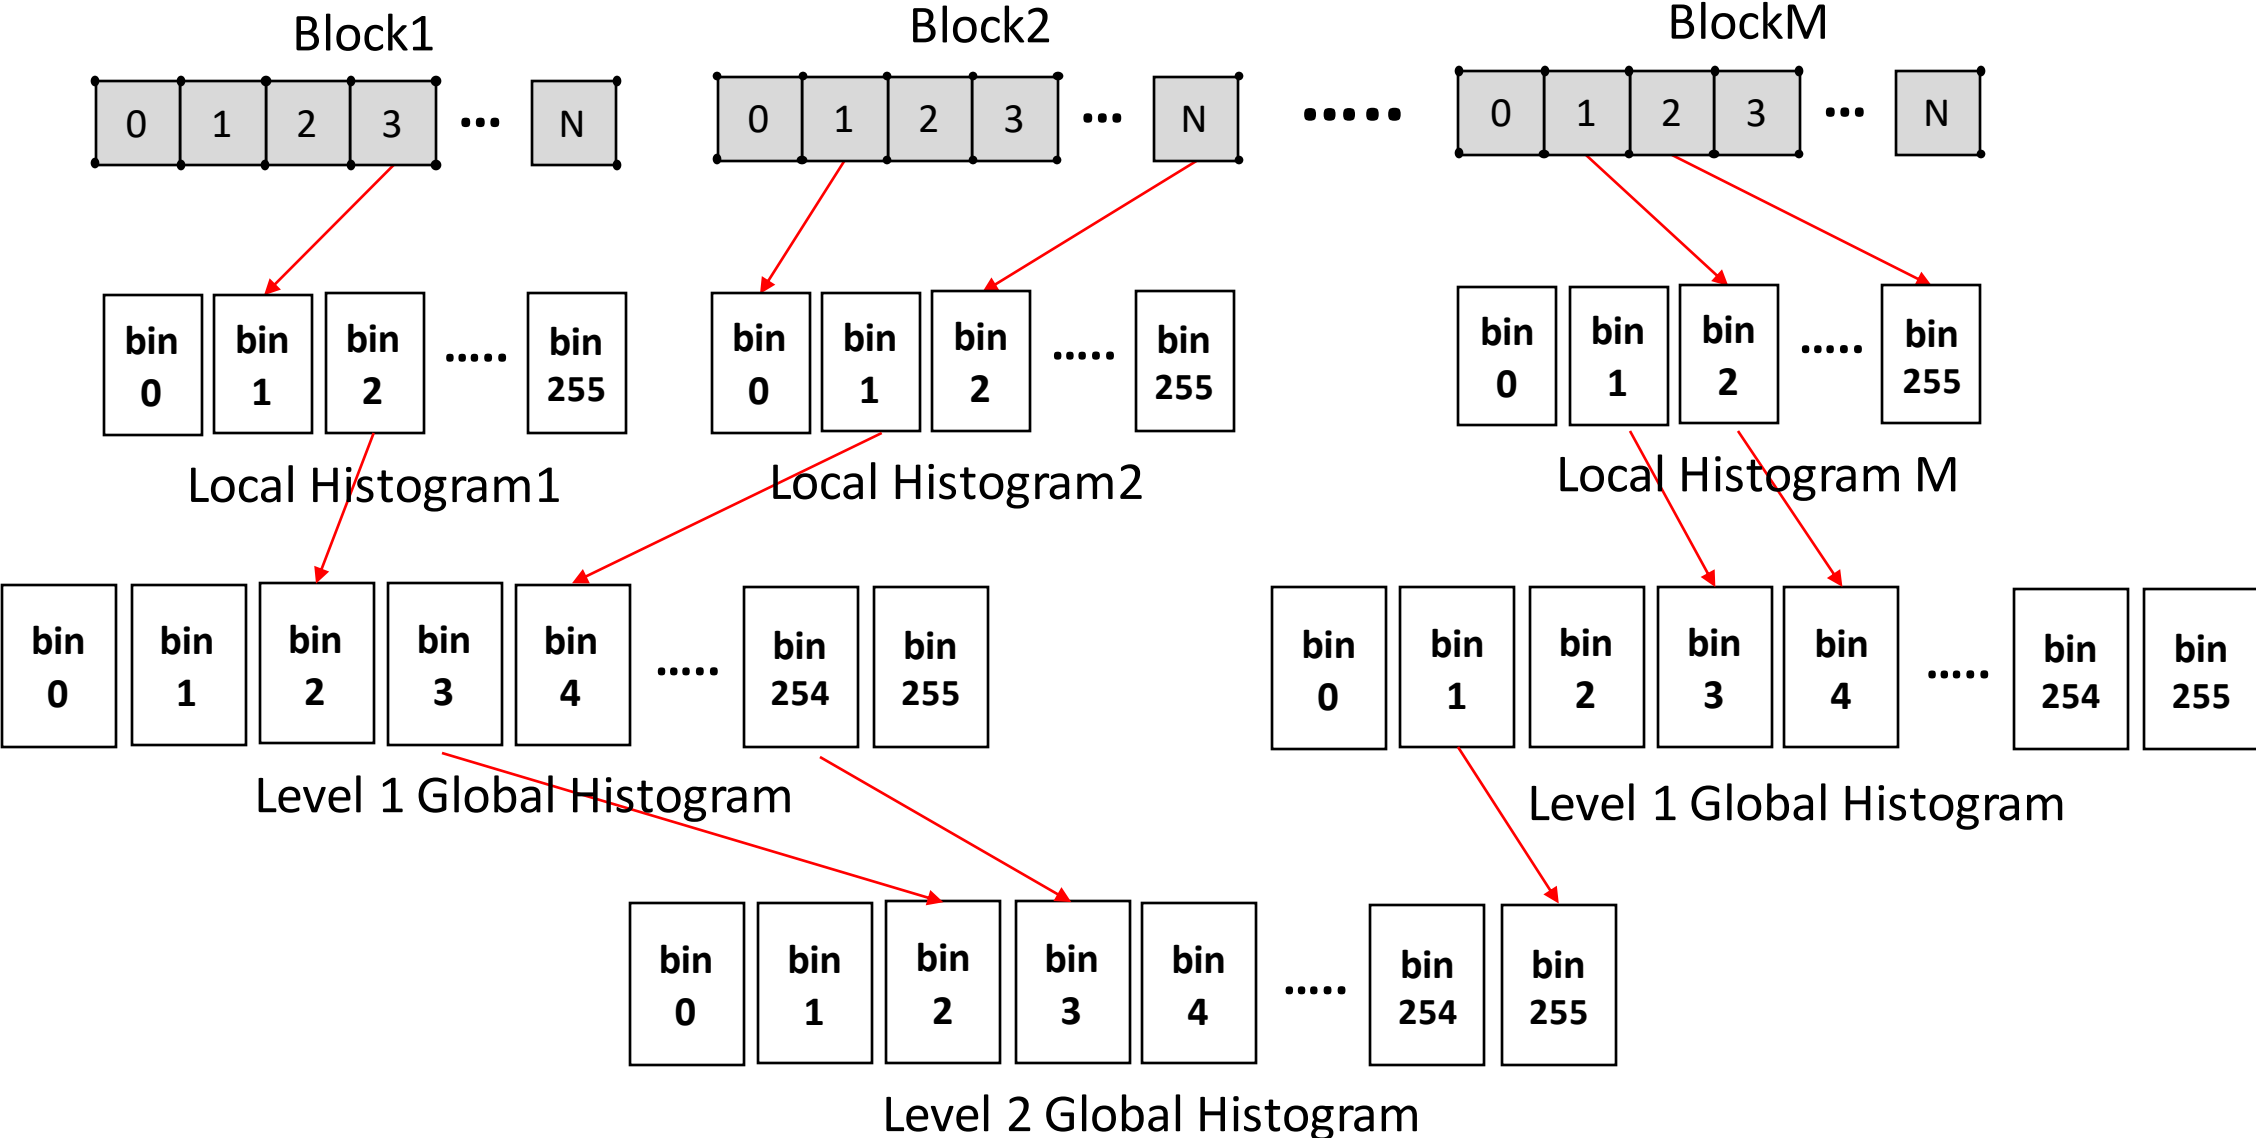 Block1 Block2 BlockM
0 1 2 3 ... N 0 1 2 3 ... N ..... 0 1 2 3 ... N
bin bin bin bin bin bin bin bin bin bin bin bin
0 1 2 ..... 255 0 1 2 ..... 255 0 1 2 ..... 255
Local Histogram1 Local Histogram2 Local Histogram M
bin bin bin bin bin bin bin bin bin bin bin bin bin bin
0 1 2 3 4 ..... 254 255 0 1 2 3 4 ..... 254 255
Level 1 Global Histogram Level 1 Global Histogram
bin bin bin bin bin bin bin
0 1 2 3 4 ..... 254 255
Level 2 Global Histogram